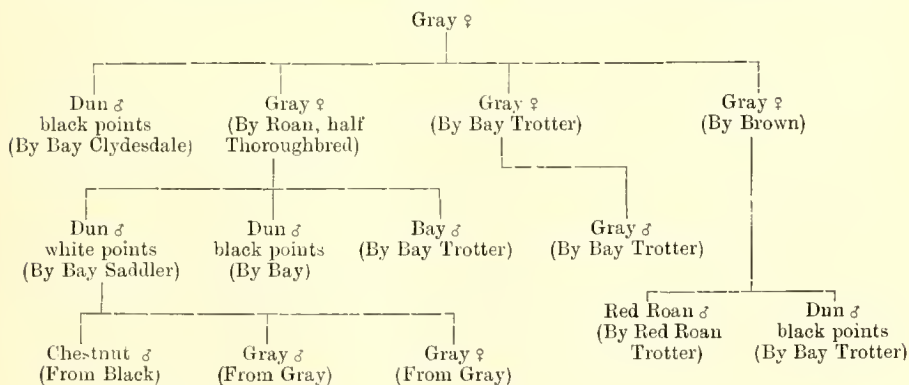 Gray ♀
Dun ♂
black points
(By Bay Clydesdale)
Gray ♀
(By Roan, half
Thoroughbred)
Gray ♀
(By Bay Trotter)
Gray ♀
(By Brown)
Dun ♂
white points
(By Bay Saddler)
Dun ♂
black points
(By Bay)
Bay ♂
(By Bay Trotter)
Gray ♂
(By Bay Trotter)
Chestnut ♂
(From Black)
Gray ♂
(From Gray)
Gray ♀
(From Gray)
Red Roan ♂
(By Red Roan
Trotter)
Dun ♂
black points
(By Bay Trotter)